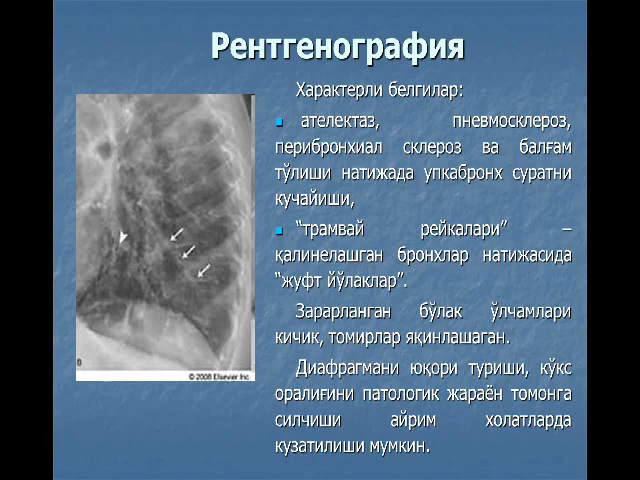 Рентгенография
Характерли белгилар:
ателектаз, пневмосклероз,
перибронхиал склероз ва балғам
тўлиши натижада упкабронх суратни
кучайиши,
“трамвай рейкалари” –
қалинелашган бронхлар натижасида
“жуфт йўлаклар”.
Зарарланган бўлак ўлчамлари
кичик, томирлар яқинлашаган.
Диафрагмани юқори туриши, кўкс
оралиғини патологик жараён томонга
силчиши айрим холатларда
кузатилиши мумкин.
B
© 2008 Elsevier Inc.